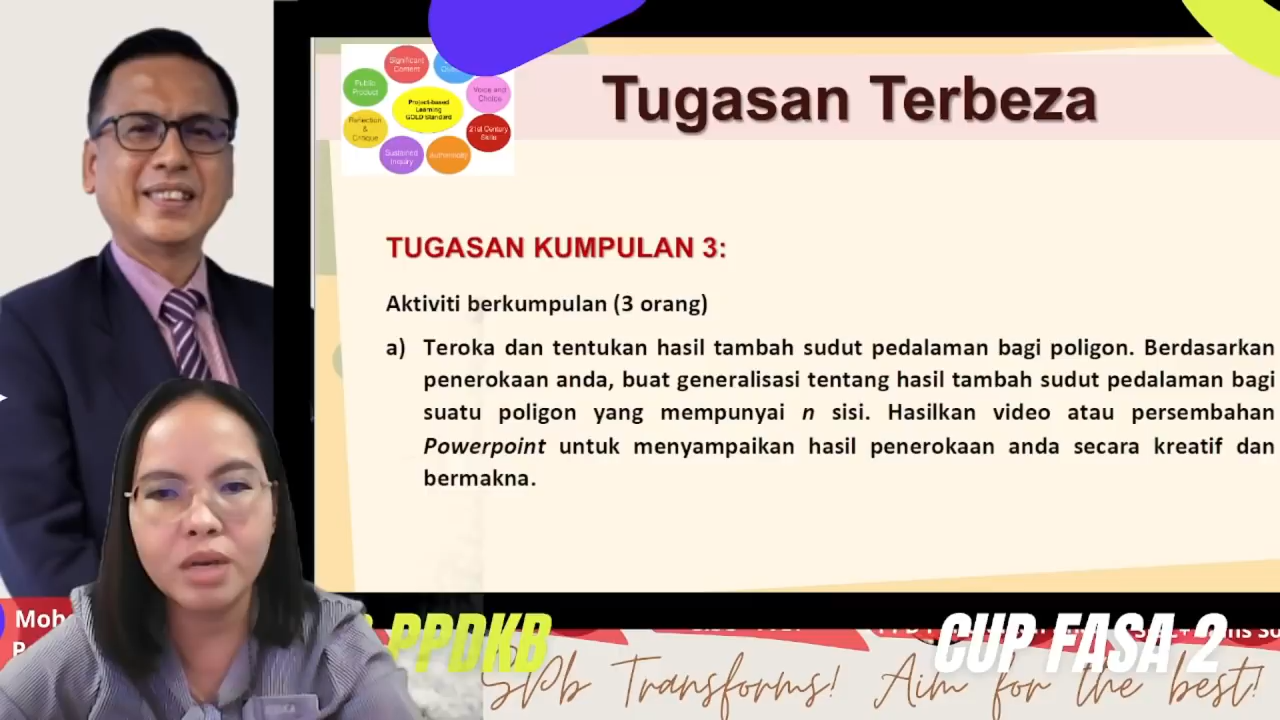 Significant
Content
Public
Product
Voice and
Choice
Project-based
Learning
GOLD Standard
Reflection
&
Critique
21st Century
Skills
Sustained
Inquiry
Authenticity
Tugasan Terbeza
TUGASAN KUMPULAN 3:
Aktiviti berkumpulan (3 orang)
a) Teroka dan tentukan hasil tambah sudut pedalaman bagi poligon. Berdasarkan
penerokaan anda, buat generalisasi tentang hasil tambah sudut pedalaman bagi
suatu poligon yang mempunyai n sisi. Hasilkan video atau persembahan
Powerpoint untuk menyampaikan hasil penerokaan anda secara kreatif dan
bermakna.
Moh
PPDKB
CUP FASA 2
SPb Transforms! Aim for the best!